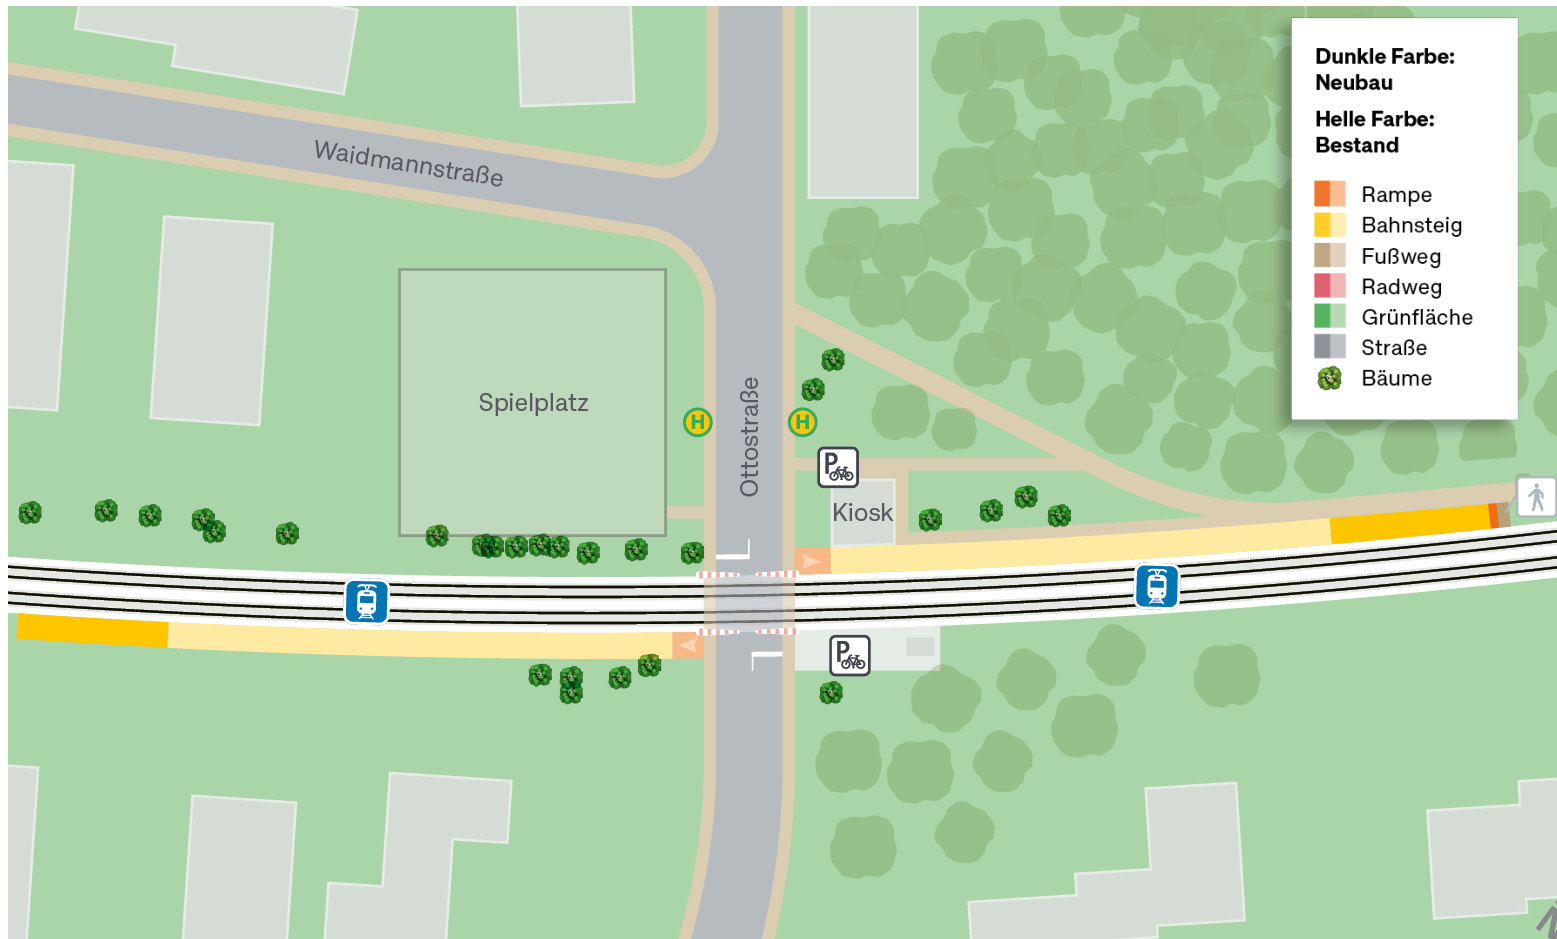 Dunkle Farbe:
Neubau
Helle Farbe:
Bestand
Rampe
Bahnsteig
Fußweg
Radweg
Grünfläche
Straße
Bäume
Waidmannstraße
Spielplatz
Ottostraße
H
H
P
Kiosk
P